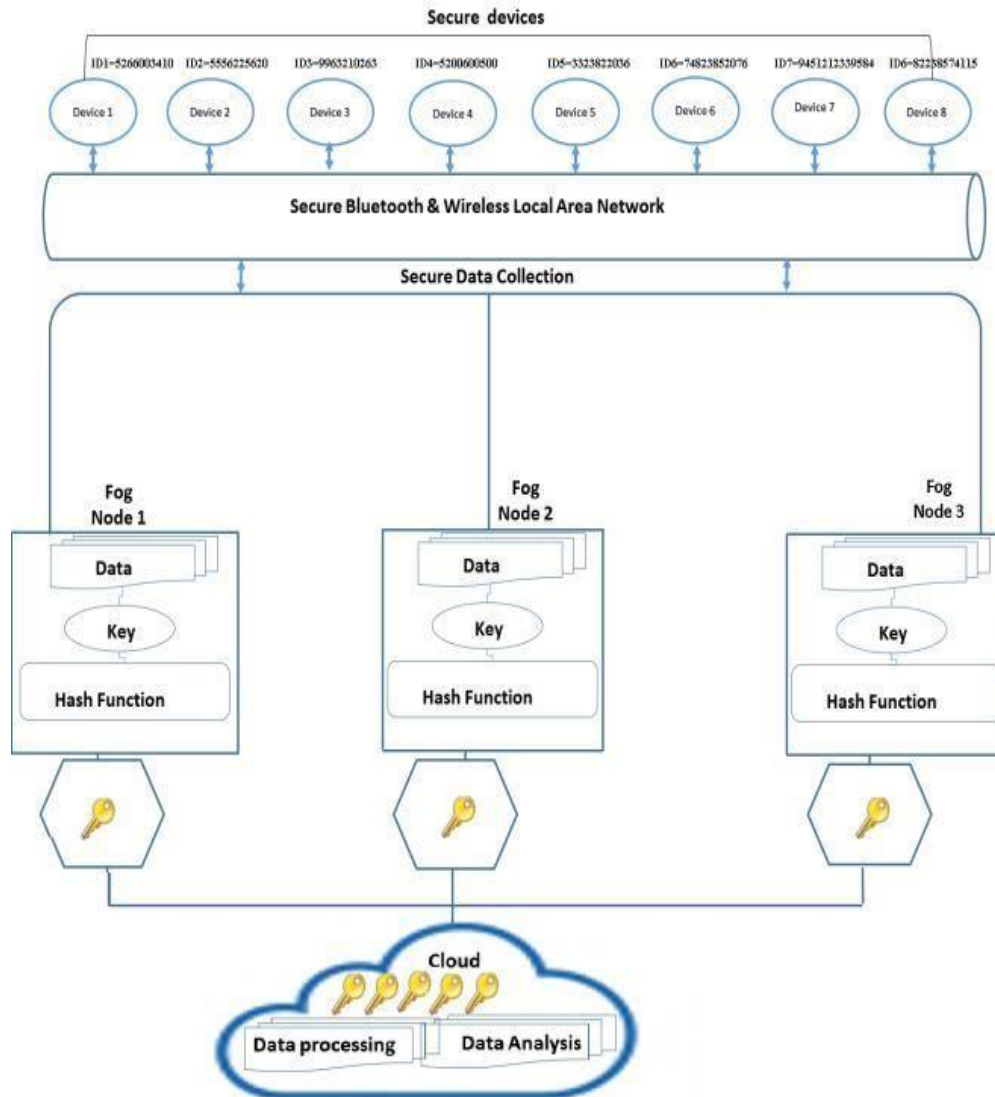 Secure devices
ID1=5266003410 ID2=5556225620 ID3=9963210263 ID4=5200600500 ID5=3323822036 ID6=74823852076 ID7=9451212339584 ID6=82238574115
Device 1 Device 2 Device 3 Device 4 Device 5 Device 6 Device 7 Device 8
Secure Bluetooth & Wireless Local Area Network
Secure Data Collection
Fog
Node 1
Fog
Node 2
Fog
Node 3
Data
Key
Hash Function
Data
Key
Hash Function
Data
Key
Hash Function
Cloud
Data processing
Data Analysis